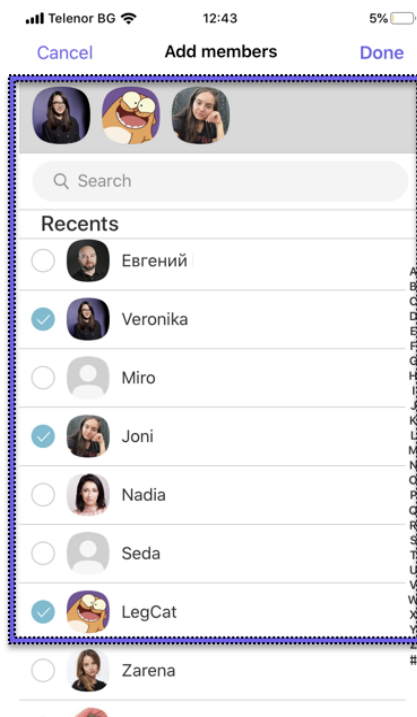 Telenor BG 12:43 5%
Cancel Add members Done
Search
Recents
Евгений
Veronika
Miro
Joni
Nadia
Seda
LegCat
Zarena
A
B
C
D
E
F
G
H
I
J
K
L
M
N
O
P
Q
R
S
T
U
V
W
X
Y
Z
#